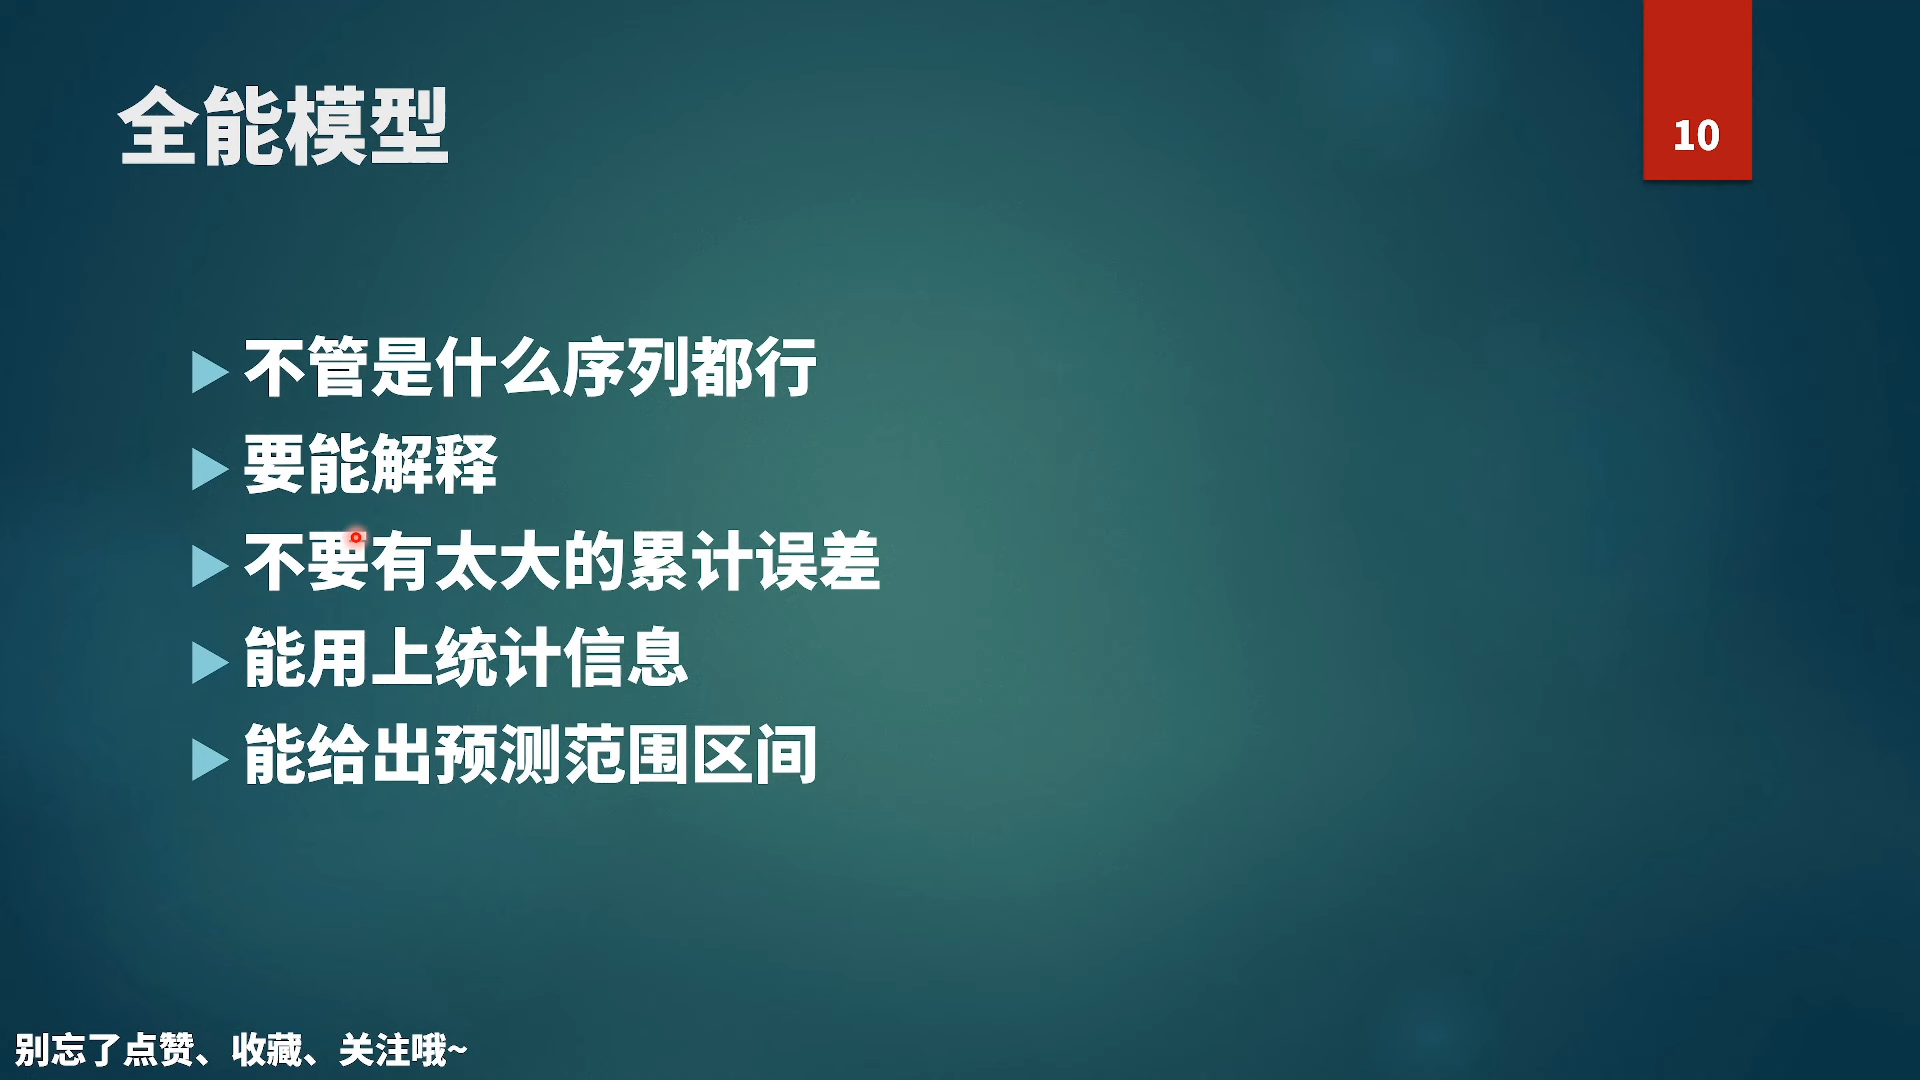 全能模型
10
不管是什么序列都行
要能解释
不要有太大的累计误差
能用上统计信息
能给出预测范围区间
别忘了点赞、收藏、关注哦~